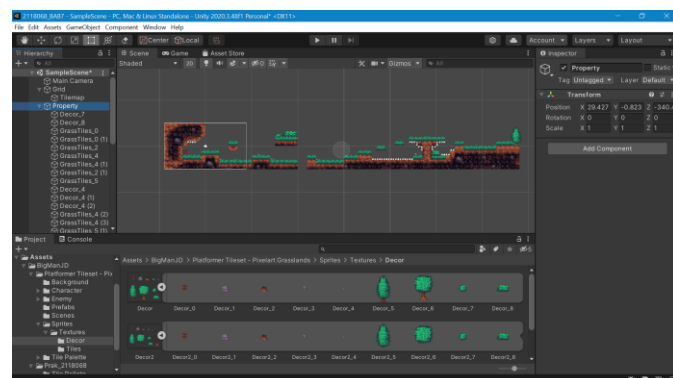 2118068_BAB7 - SampleScene - PC, Mac & Linux Standalone - Unity 2020.3.48f1 Personal* <DX11>
File Edit Assets GameObject Component Window Help
Center Local
Account Layers Layout
Hierarchy
Scene Game Asset Store
Inspector
All
Shaded 2D Gizmos All
SampleScene*
Main Camera
Grid
Tilemap
Property
Decor_7
Decor_8
GrassTiles_0
GrassTiles_0 (1)
GrassTiles_2
GrassTiles_4
GrassTiles_4 (1)
GrassTiles_2 (1)
GrassTiles_5
Decor_4
Decor_4 (1)
Decor_4 (2)
GrassTiles_4 (2)
GrassTiles_4 (3)
GrassTiles_5 (1)
Property Static
Tag Untagged Layer Default
Transform
Position X 29.427 Y -0.823 Z -340.
Rotation X 0 Y 0 Z 0
Scale X 1 Y 1 Z 1
Add Component
Project Console
Assets
BigManJD
Platformer Tileset - Pix
Background
Character
Enemy
Prefabs
Scenes
Sprites
Textures
Decor
Tiles
Tile Palette
Prak_2118068
Assets > BigManJD > Platformer Tileset - Pixelart Grasslands > Sprites > Textures > Decor
Decor Decor_0 Decor_1 Decor_2 Decor_3 Decor_4 Decor_5 Decor_6 Decor_7 Decor_8
Decor2 Decor2_0 Decor2_1 Decor2_2 Decor2_3 Decor2_4 Decor2_5 Decor2_6 Decor2_7 Decor2_8